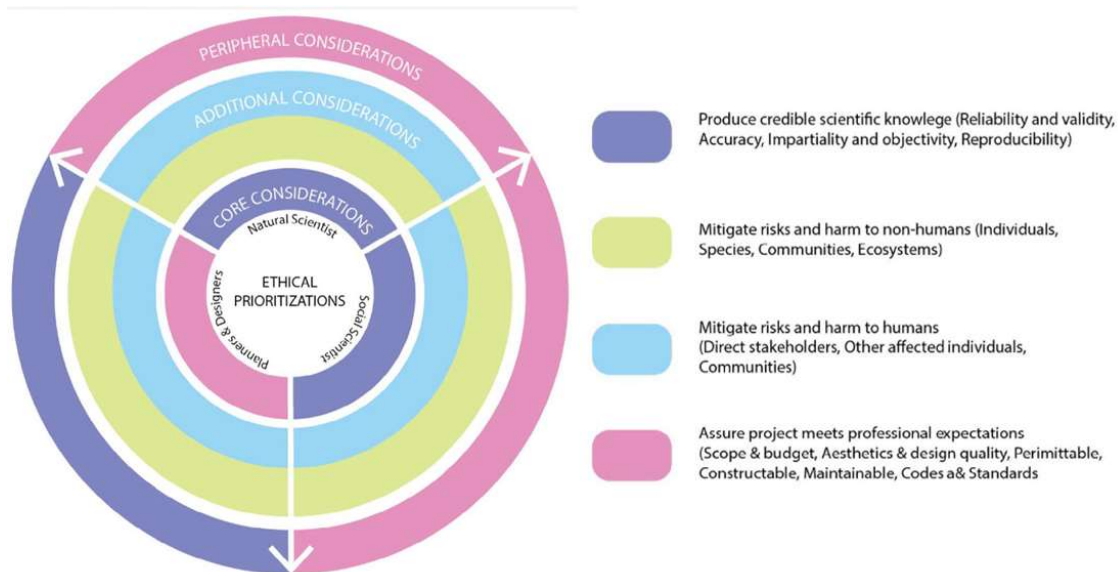 PERIPHERAL CONSIDERATIONS
ADDITIONAL CONSIDERATIONS
CORE CONSIDERATIONS
Natural Scientist
ETHICAL
PRIORITIZATIONS
Planners & Designers
Social Scientist
Produce credible scientific knowlege (Reliability and validity,
Accuracy, Impartiality and objectivity, Reproducibility)
Mitigate risks and harm to non-humans (Individuals,
Species, Communities, Ecosystems)
Mitigate risks and harm to humans
(Direct stakeholders, Other affected individuals,
Communities)
Assure project meets professional expectations
(Scope & budget, Aesthetics & design quality, Perimittable,
Constructable, Maintainable, Codes a& Standards